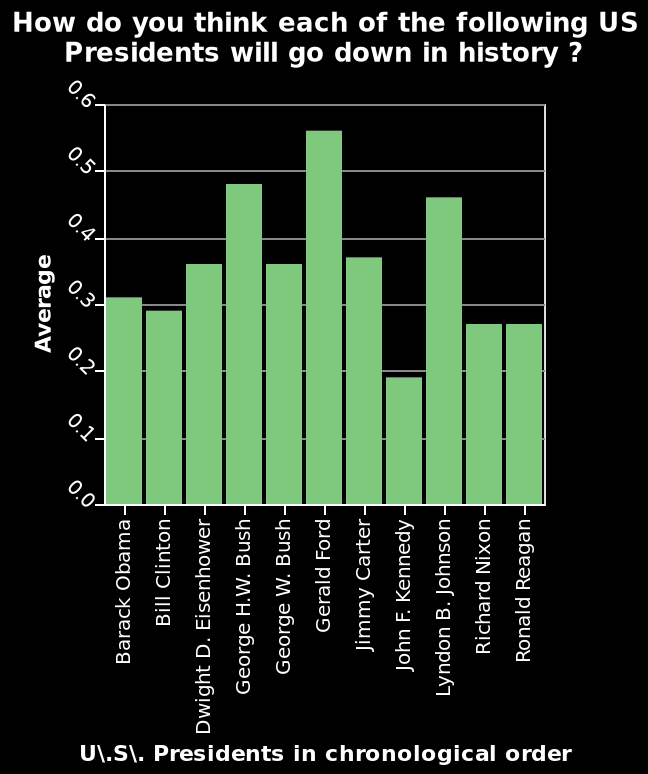 How do you think each of the following US
Presidents will go down in history ?
0.6
0.5
0.4
0.3
0.2
0.1
0.0
Average
Barack Obama
Bill Clinton
Dwight D. Eisenhower
George H.W. Bush
George W. Bush
Gerald Ford
Jimmy Carter
John F. Kennedy
Lyndon B. Johnson
Richard Nixon
Ronald Reagan
U\.S\. Presidents in chronological order